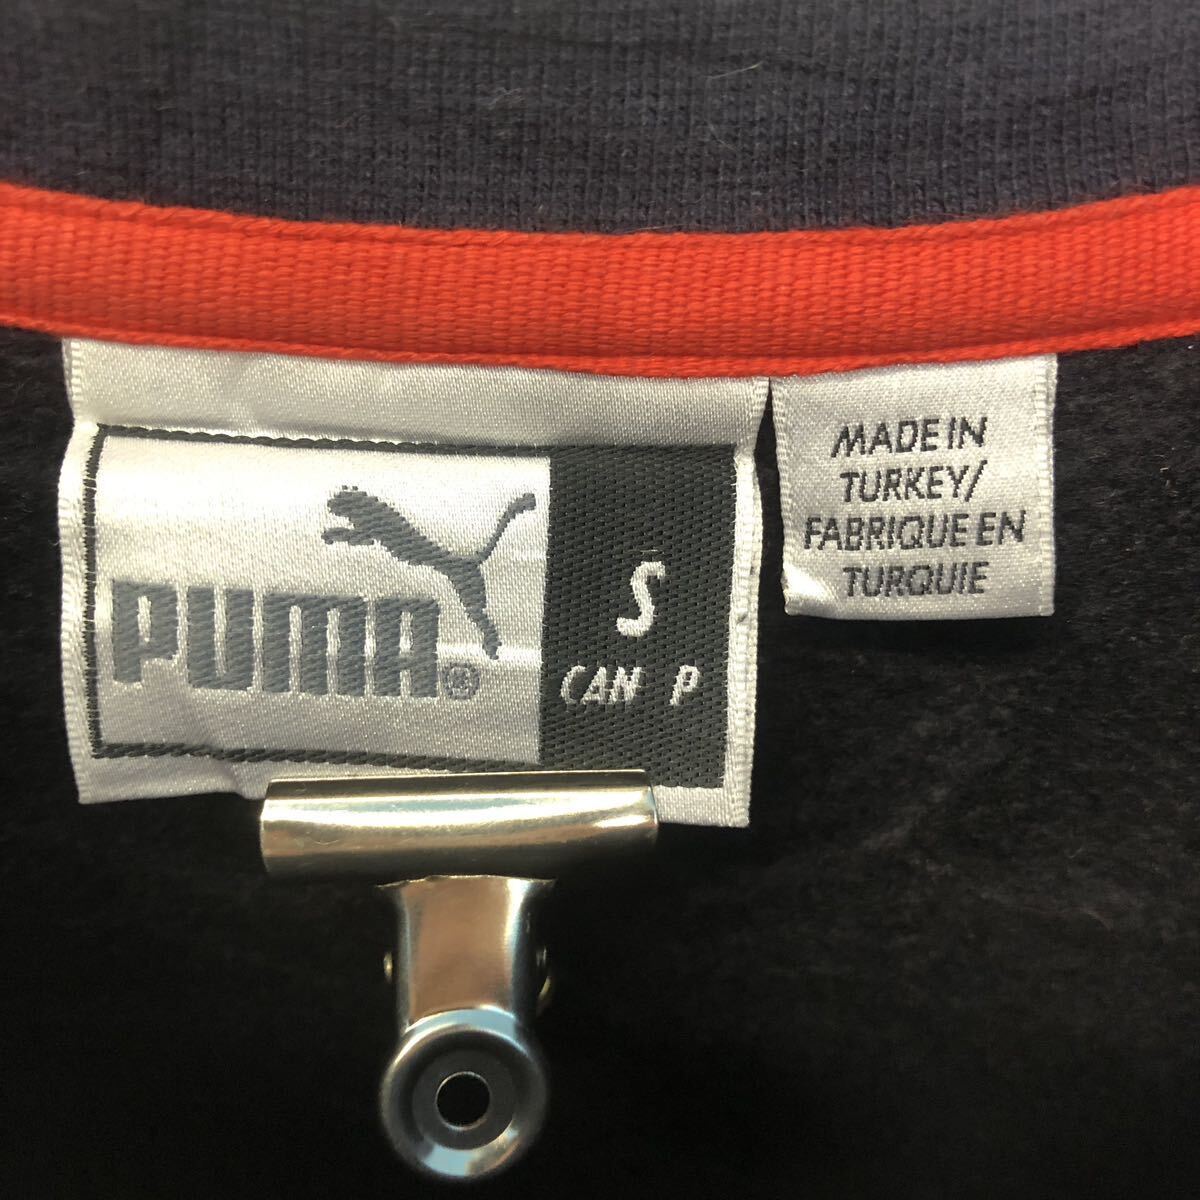 PUMA®
S
CAN P
MADE IN
TURKEY/
FABRIQUE EN
TURQUIE